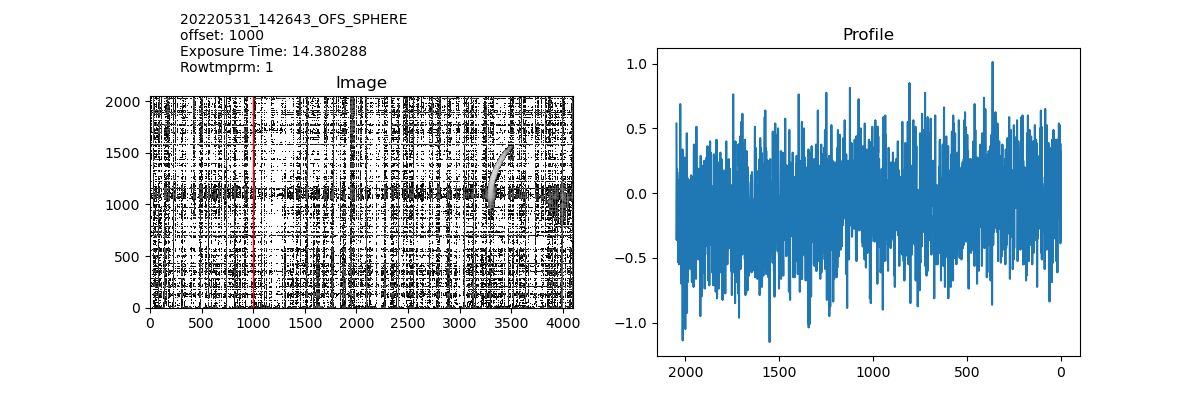 20220531_142643_OFS_SPHERE
offset: 1000
Exposure Time: 14.380288
Rowtmprm: 1
Image
2000
1500
1000
500
0
0 500 1000 1500 2000 2500 3000 3500 4000
Profile
1.0
0.5
0.0
−0.5
−1.0
2000 1500 1000 500 0